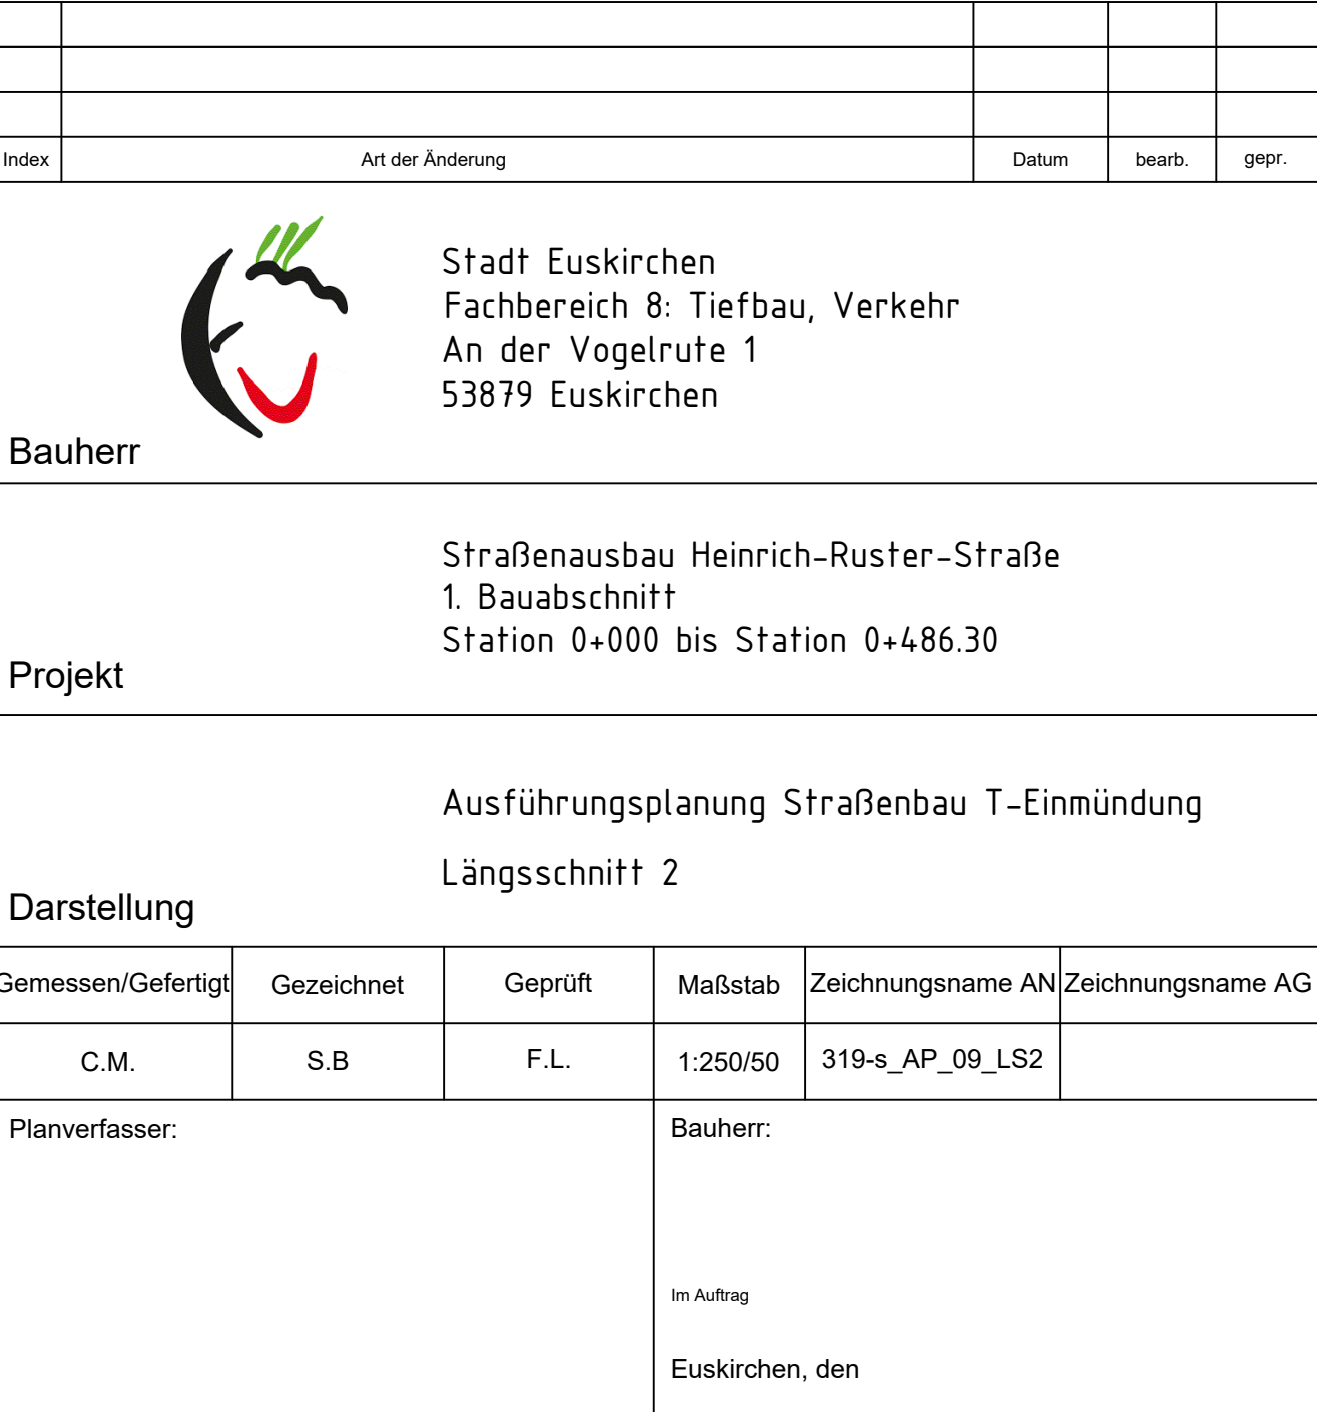 Index Art der Änderung Datum bearb. gepr.
Stadt Euskirchen
Fachbereich 8: Tiefbau, Verkehr
An der Vogelrute 1
53879 Euskirchen
Bauherr
Straßenausbau Heinrich-Ruster-Straße
1. Bauabschnitt
Station 0+000 bis Station 0+486.30
Projekt
Ausführungsplanung Straßenbau T-Einmündung
Längsschnitt 2
Darstellung
Gemessen/Gefertigt Gezeichnet Geprüft Maßstab Zeichnungsname AN Zeichnungsname AG
C.M. S.B F.L. 1:250/50 319-s_AP_09_LS2
Planverfasser: Bauherr:
Im Auftrag
Euskirchen, den